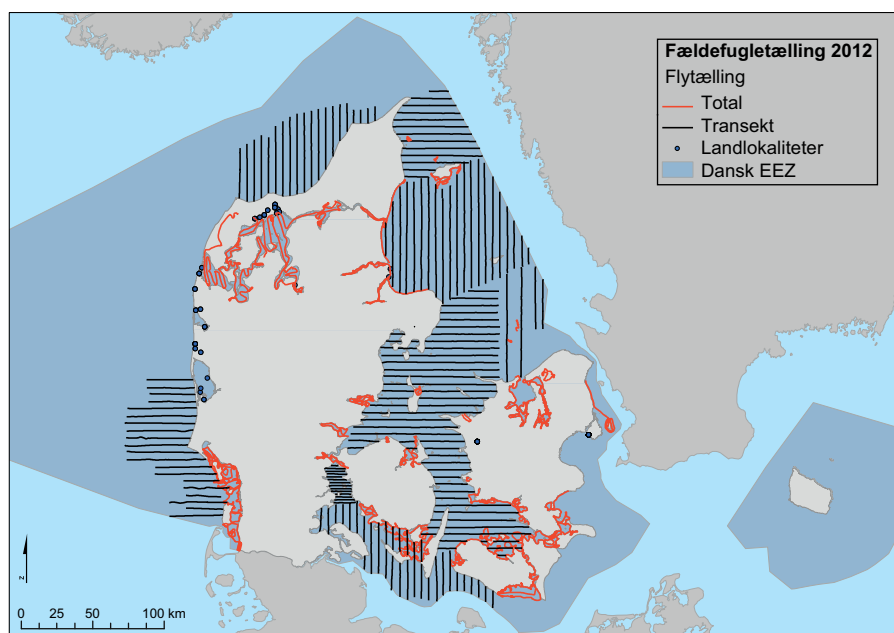 Fældefugletælling 2012
Flytælling
Total
Transekt
Landlokaliteter
Dansk EEZ
z
0 25 50 100 km